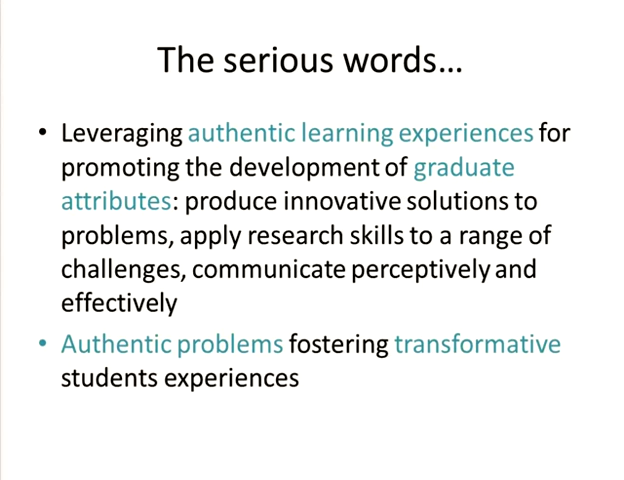 The serious words…
• Leveraging authentic learning experiences for
promoting the development of graduate
attributes: produce innovative solutions to
problems, apply research skills to a range of
challenges, communicate perceptively and
effectively
• Authentic problems fostering transformative
students experiences